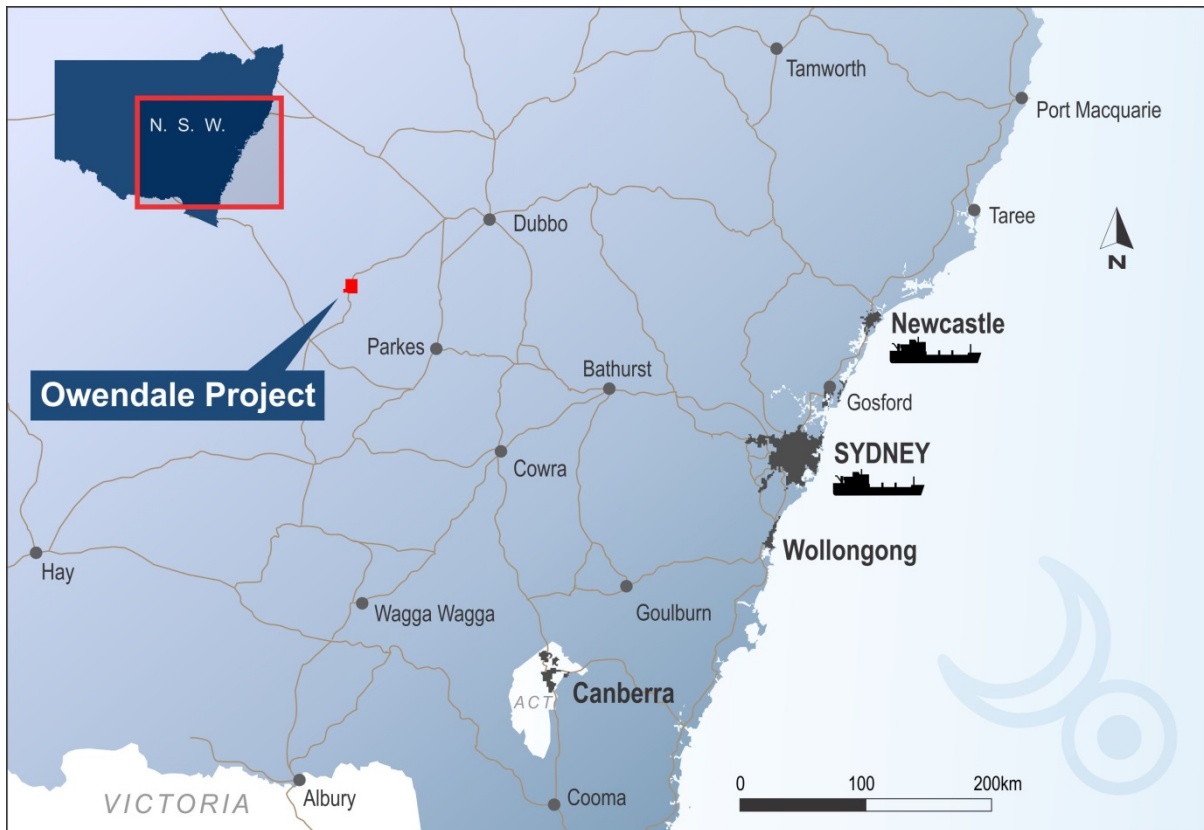 N. S. W.
Tamworth
Port Macquarie
Taree
Dubbo
N
Newcastle
Parkes
Owendale Project
Bathurst
Gosford
SYDNEY
Cowra
Wollongong
Hay
Wagga Wagga
Goulburn
Canberra
ACT
VICTORIA
Albury
Cooma
0 100 200km